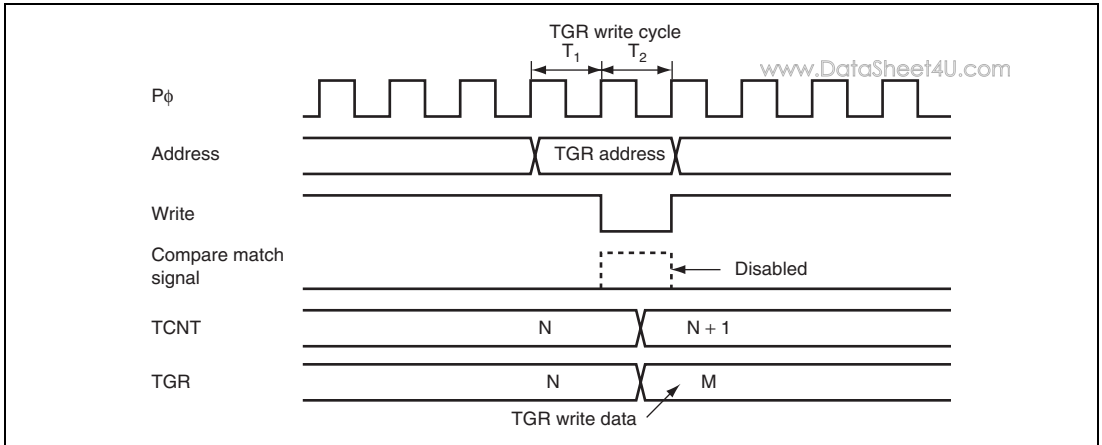 TGR write cycle
T1 T2
www.DataSheet4U.com
Pϕ
Address
TGR address
Write
Compare match
signal
Disabled
TCNT
N
N + 1
TGR
N
M
TGR write data